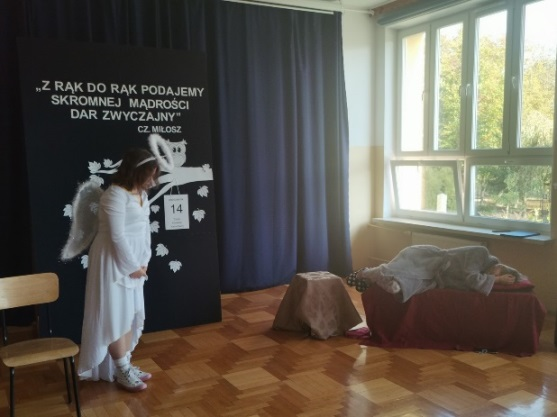 „Z RĄK DO RĄK PODAJEMY
SKROMNEJ MĄDROŚCI
DAR ZWYCZAJNY”
CZ. MIŁOSZ
14